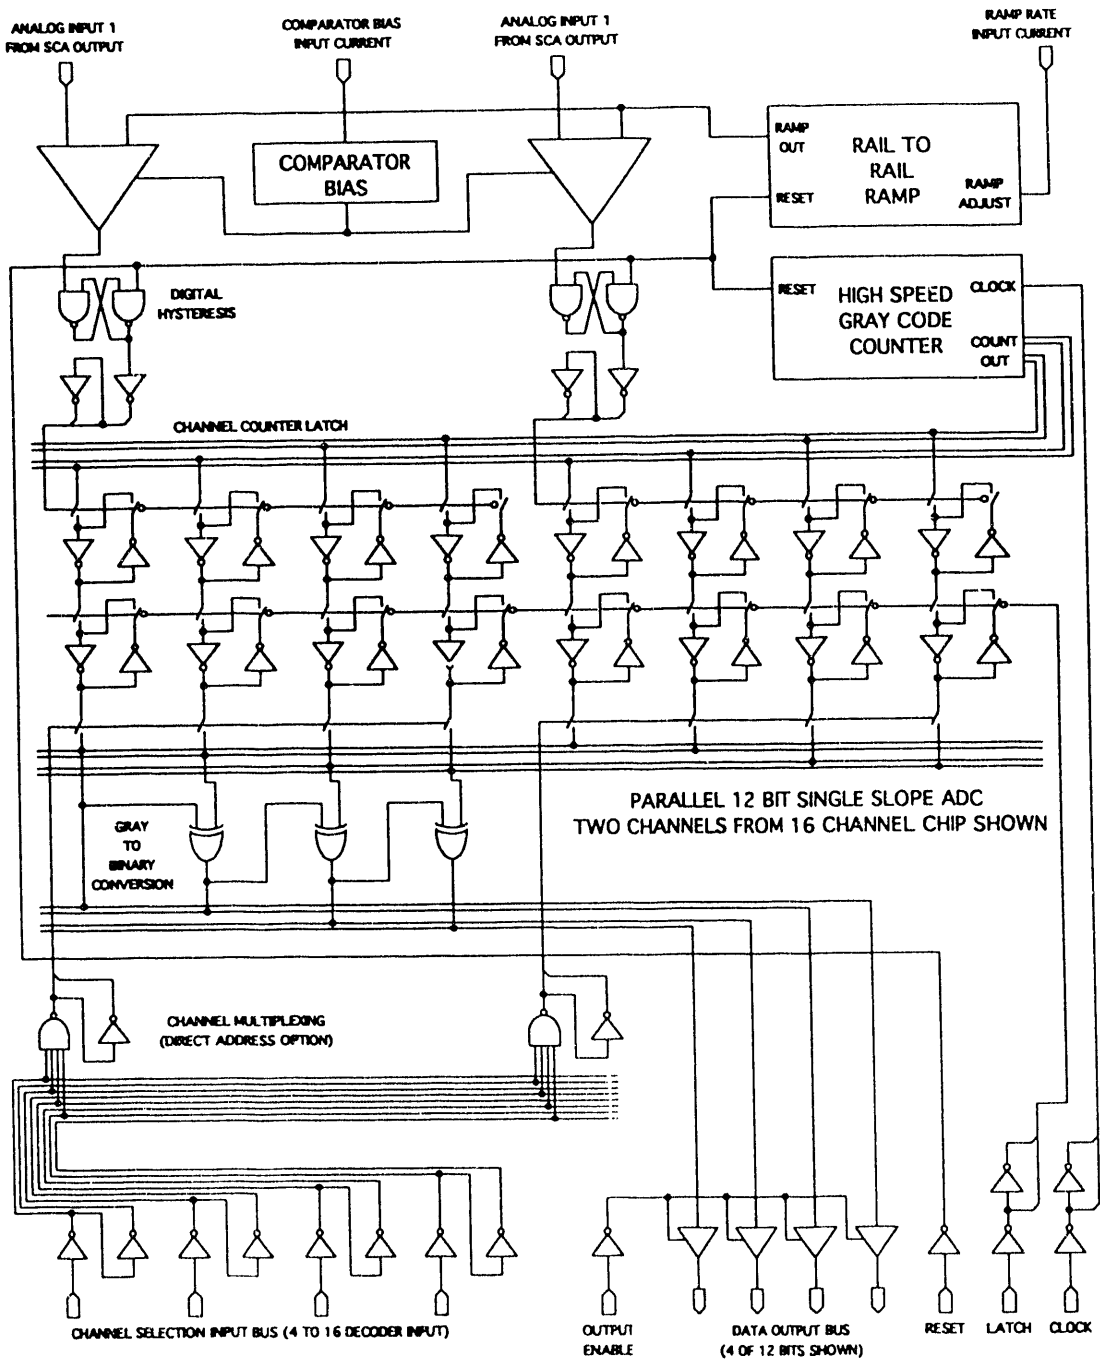 ANALOG INPUT 1
FROM SCA OUTPUT
COMPARATOR BIAS
INPUT CURRENT
ANALOG INPUT 1
FROM SCA OUTPUT
RAMP RATE
INPUT CURRENT
COMPARATOR
BIAS
RAMP
OUT
RAIL TO
RAIL
RAMP
RESET
RAMP
ADJUST
DIGITAL
HYSTERESIS
RESET
HIGH SPEED
GRAY CODE
COUNTER
CLOCK
COUNT
OUT
CHANNEL COUNTER LATCH
PARALLEL 12 BIT SINGLE SLOPE ADC
TWO CHANNELS FROM 16 CHANNEL CHIP SHOWN
GRAY
TO
BINARY
CONVERSION
CHANNEL MULTIPLEXING
(DIRECT ADDRESS OPTION)
CHANNEL SELECTION INPUT BUS (4 TO 16 DECODER INPUT)
OUTPUT
ENABLE
DATA OUTPUT BUS
(4 OF 12 BITS SHOWN)
RESET
LATCH
CLOCK